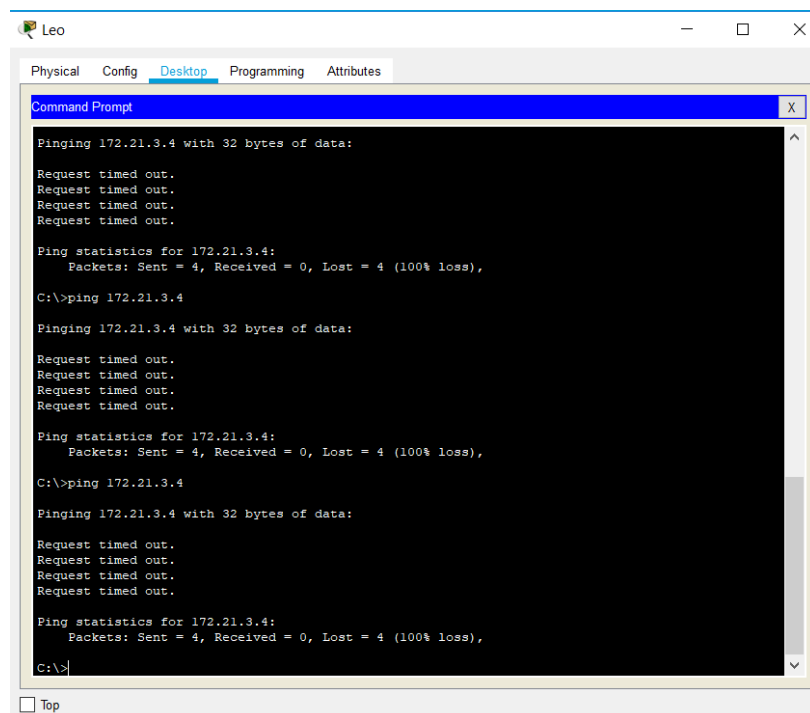 Leo
Physical Config Desktop Programming Attributes
Command Prompt X
Pinging 172.21.3.4 with 32 bytes of data:
Request timed out.
Request timed out.
Request timed out.
Request timed out.
Ping statistics for 172.21.3.4:
Packets: Sent = 4, Received = 0, Lost = 4 (100% loss),
C:\>ping 172.21.3.4
Pinging 172.21.3.4 with 32 bytes of data:
Request timed out.
Request timed out.
Request timed out.
Request timed out.
Ping statistics for 172.21.3.4:
Packets: Sent = 4, Received = 0, Lost = 4 (100% loss),
C:\>ping 172.21.3.4
Pinging 172.21.3.4 with 32 bytes of data:
Request timed out.
Request timed out.
Request timed out.
Request timed out.
Ping statistics for 172.21.3.4:
Packets: Sent = 4, Received = 0, Lost = 4 (100% loss),
C:\>
Top